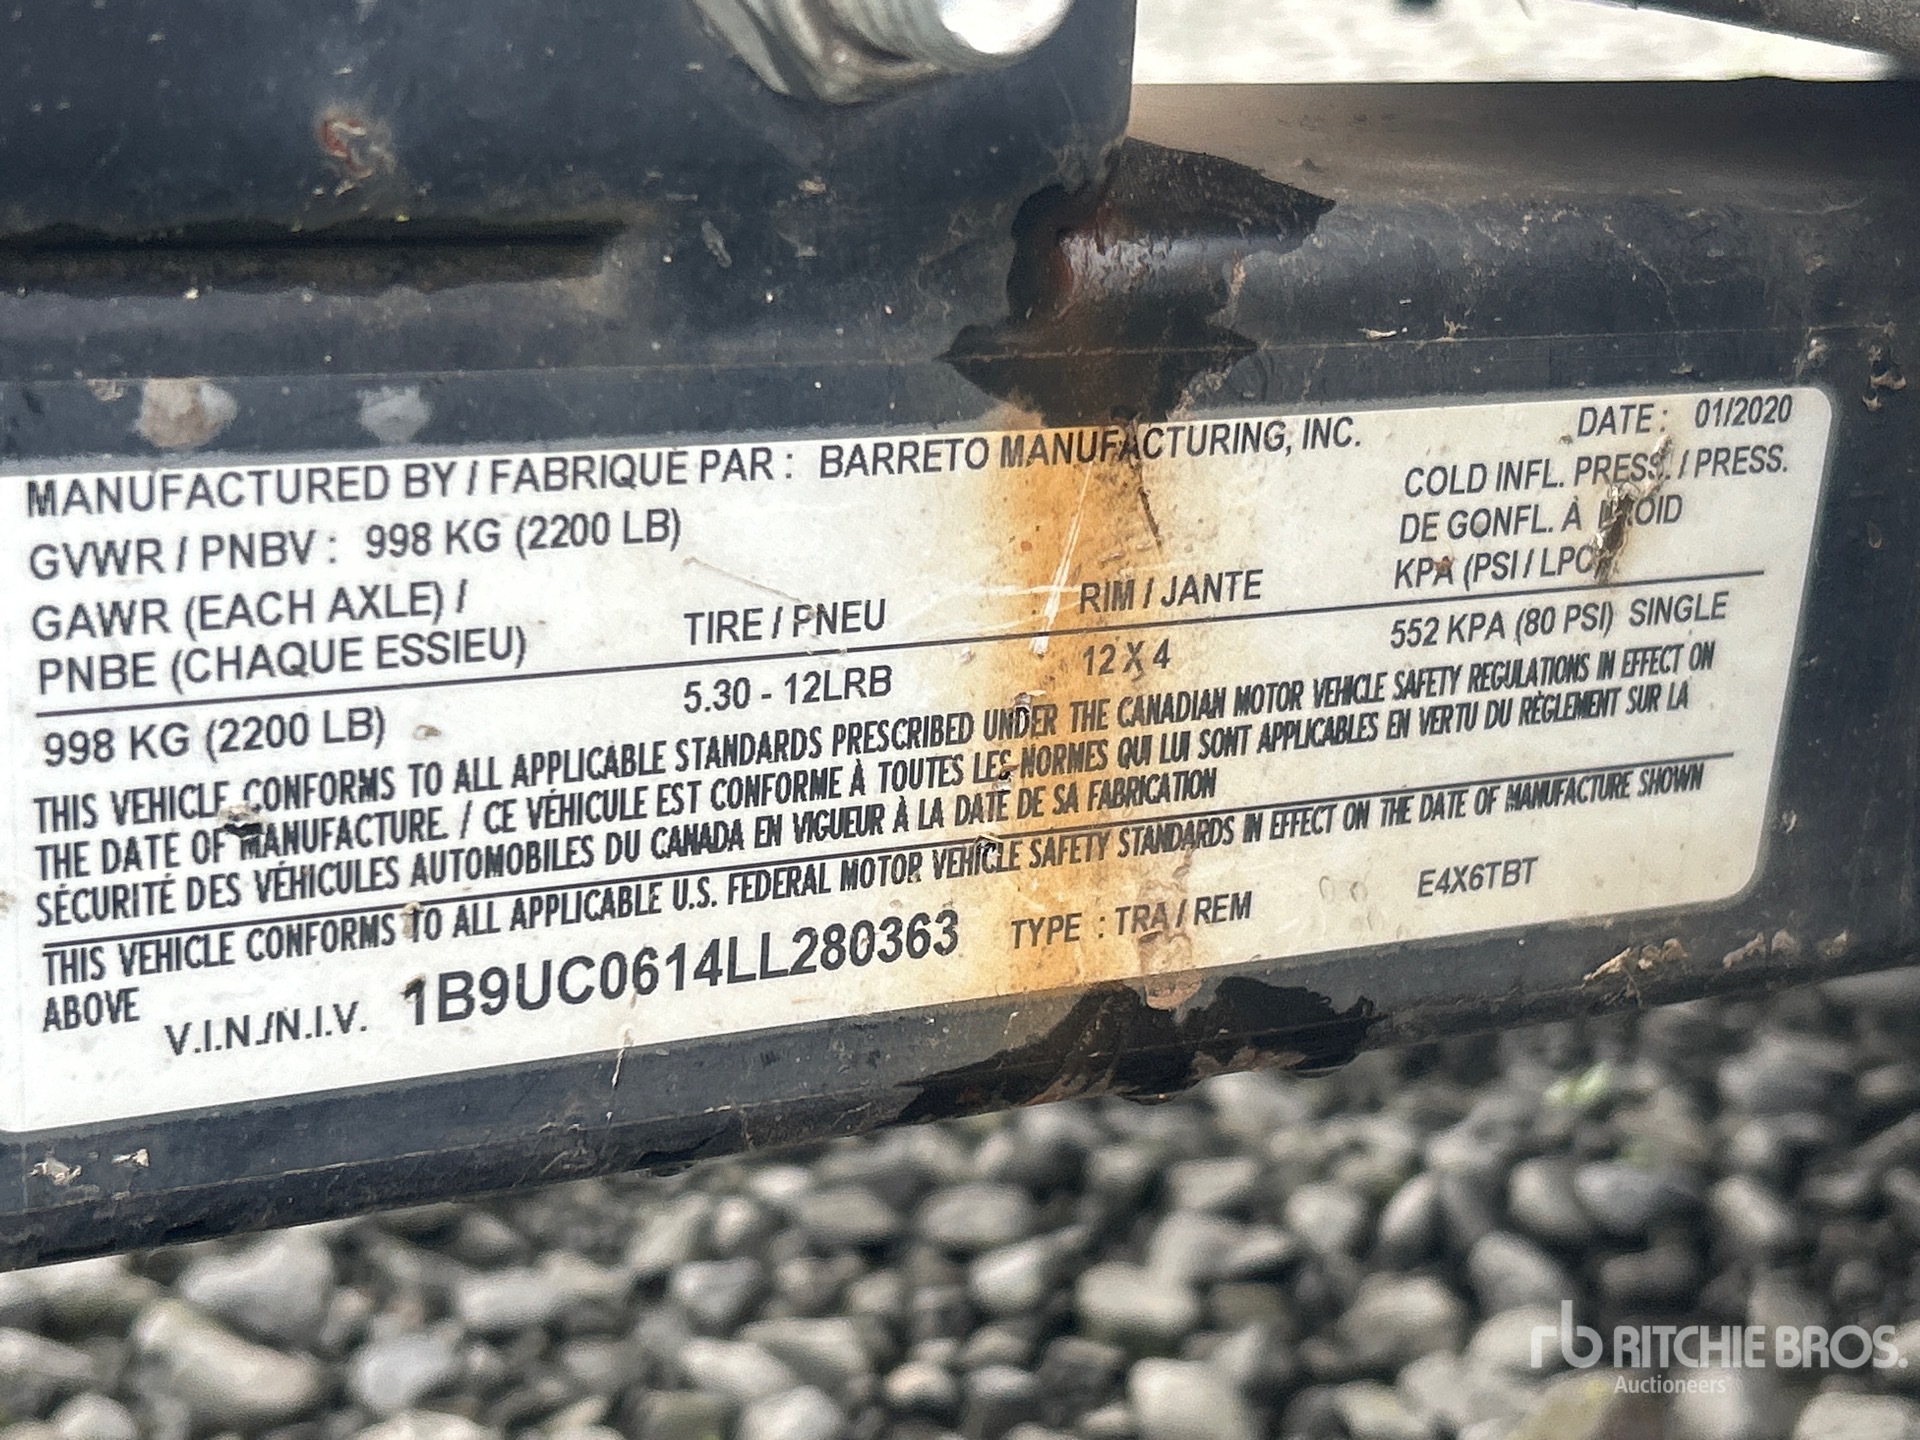 MANUFACTURED BY / FABRIQUÉ PAR : BARRETO MANUFACTURING, INC. DATE : 01/2020
GVWR / PNBV : 998 KG (2200 LB)
COLD INFL. PRESS. / PRESS.
DE GONFL. À FROID
KPA (PSI / LPC)
GAWR (EACH AXLE) /
PNBE (CHAQUE ESSIEU) TIRE / PNEU RIM / JANTE
998 KG (2200 LB) 5.30 - 12LRB 12 X 4 552 KPA (80 PSI) SINGLE
THIS VEHICLE CONFORMS TO ALL APPLICABLE STANDARDS PRESCRIBED UNDER THE CANADIAN MOTOR VEHICLE SAFETY REGULATIONS IN EFFECT ON
THE DATE OF MANUFACTURE. / CE VÉHICULE EST CONFORME À TOUTES LES NORMES QUI LUI SONT APPLICABLES EN VERTU DU RÈGLEMENT SUR LA
SÉCURITÉ DES VÉHICULES AUTOMOBILES DU CANADA EN VIGUEUR À LA DATE DE SA FABRICATION
THIS VEHICLE CONFORMS TO ALL APPLICABLE U.S. FEDERAL MOTOR VEHICLE SAFETY STANDARDS IN EFFECT ON THE DATE OF MANUFACTURE SHOWN
ABOVE
V.I.N./N.I.V. 1B9UC0614LL280363 TYPE : TRA / REM E4X6TBT
rb RITCHIE BROS.
Auctioneers